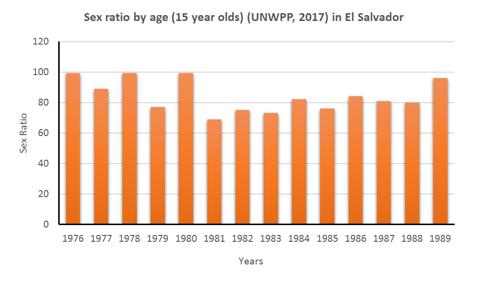 Sex ratio by age (15 year olds) (UNWPP, 2017) in El Salvador
120
100
80
60
40
20
0
Sex Ratio
1976 1977 1978 1979 1980 1981 1982 1983 1984 1985 1986 1987 1988 1989
Years